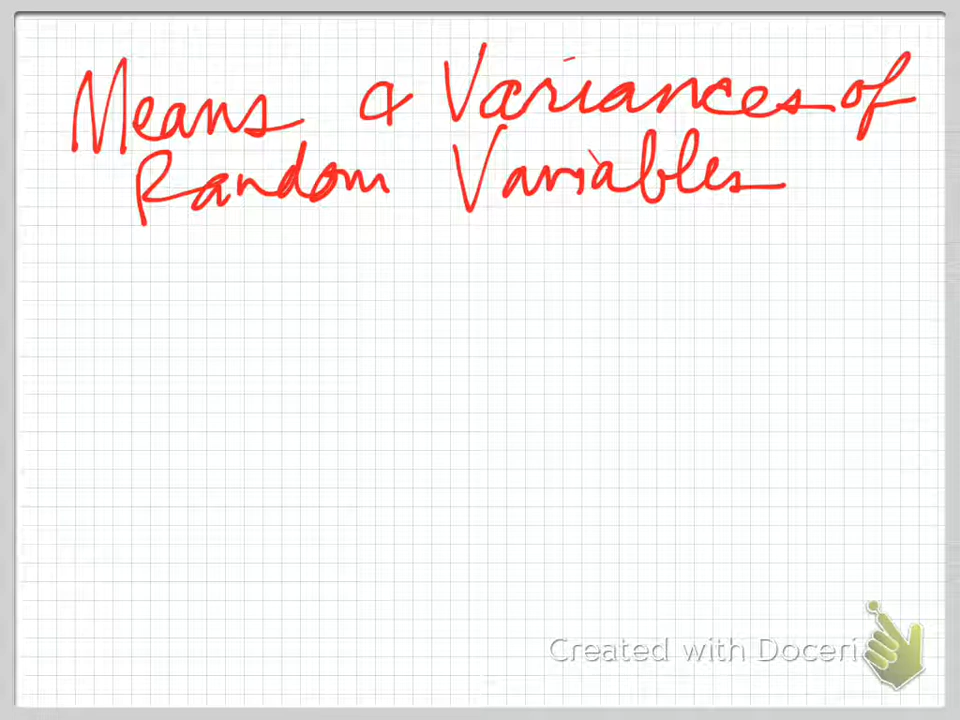 Means & Variances of
Random Variables
Created with Doceri